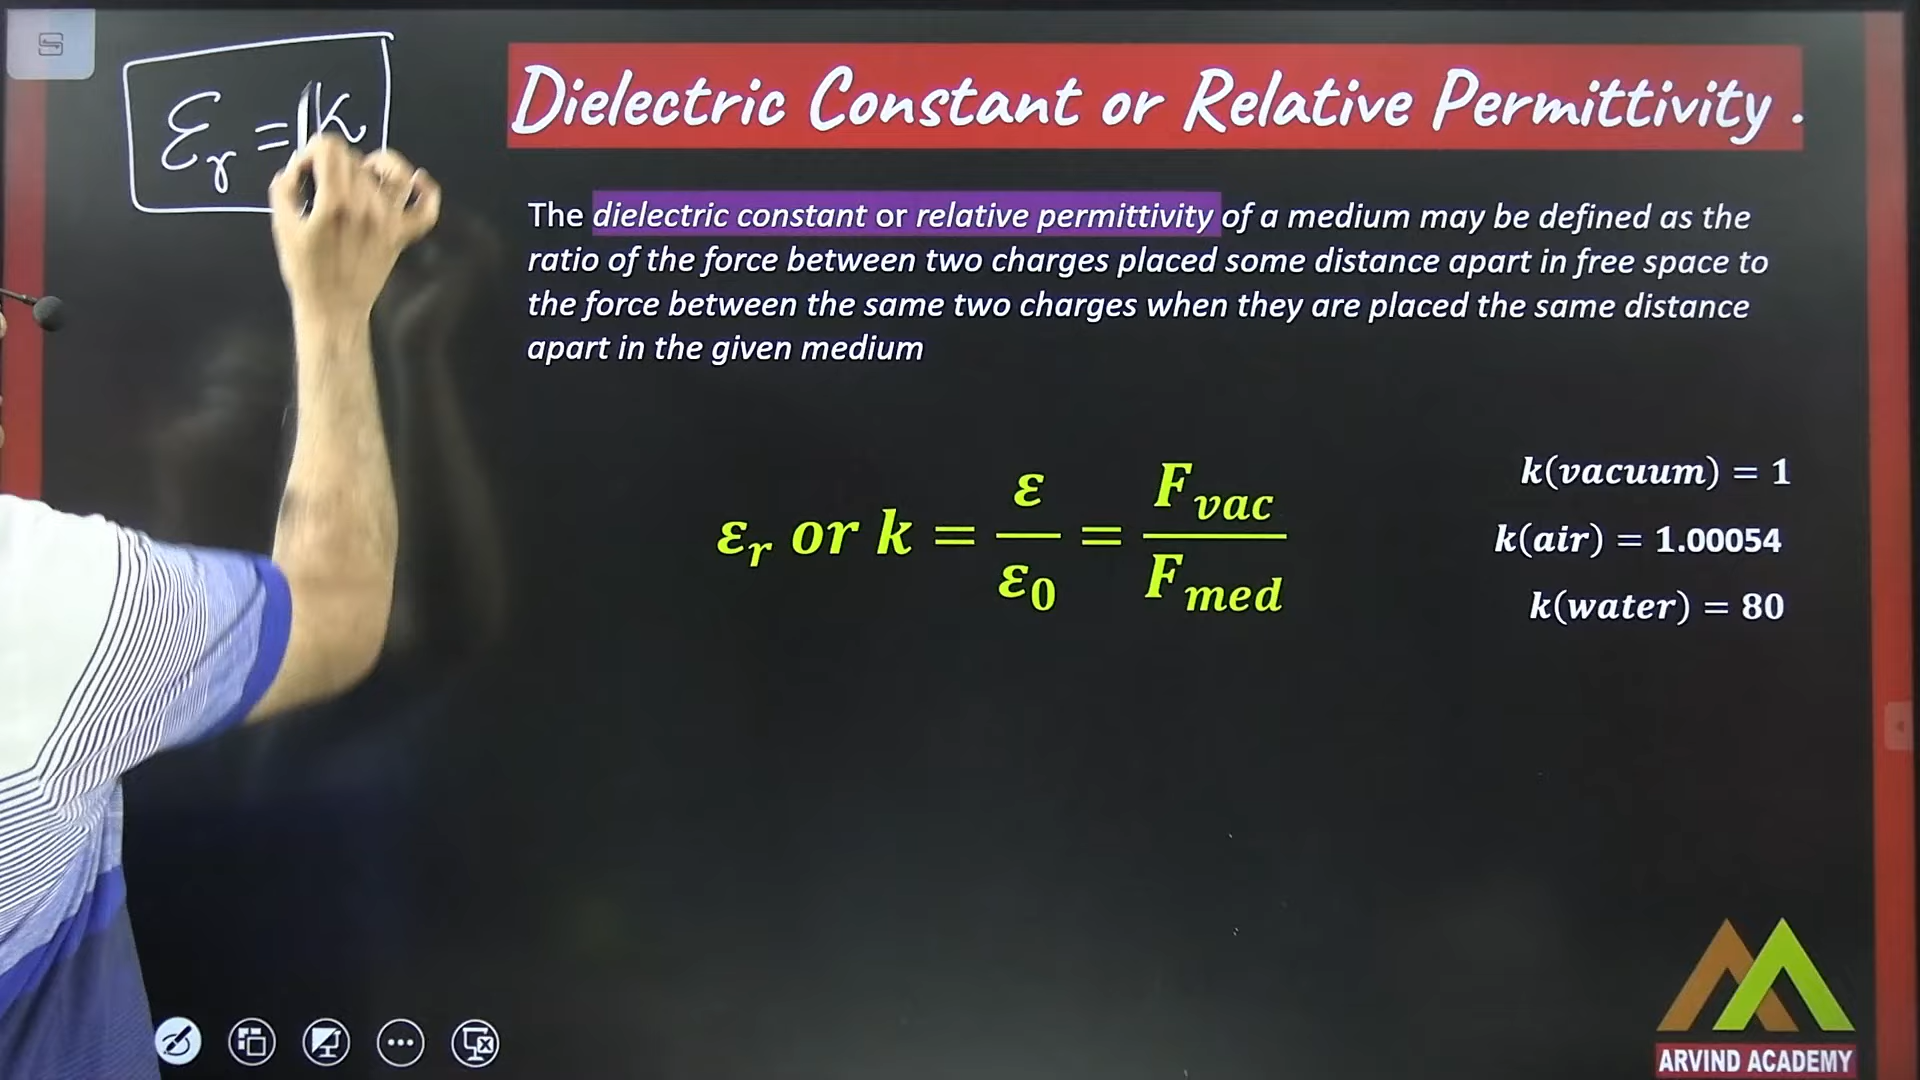 εr = K
Dielectric Constant or Relative Permittivity .
The dielectric constant or relative permittivity of a medium may be defined as the
ratio of the force between two charges placed some distance apart in free space to
the force between the same two charges when they are placed the same distance
apart in the given medium
εr or k = ε/ε0 = Fvac/Fmed
k(vacuum) = 1
k(air) = 1.00054
k(water) = 80
ARVIND ACADEMY